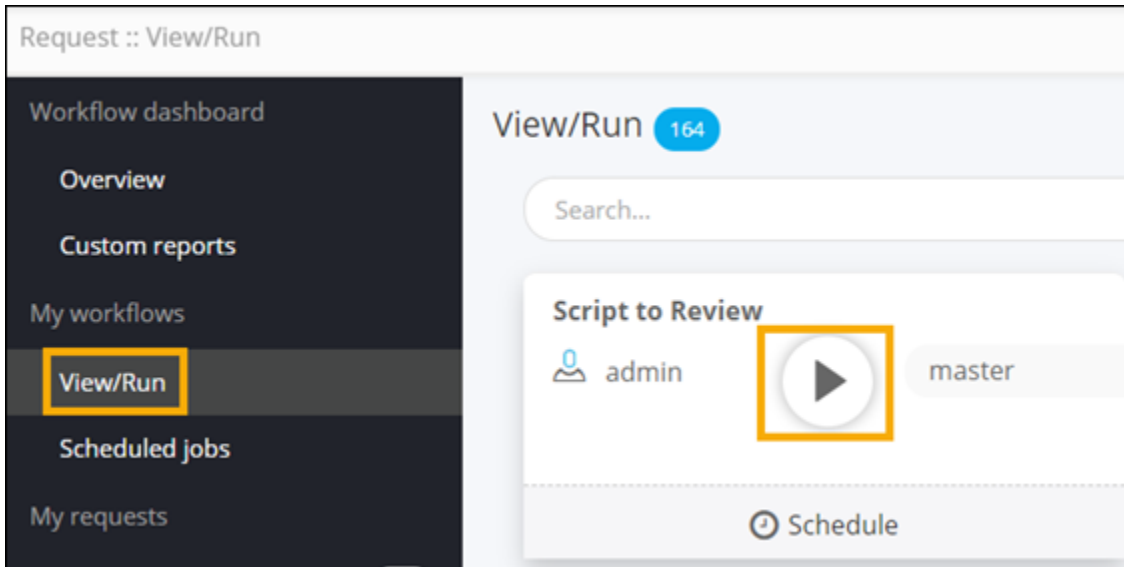 Request :: View/Run
Workflow dashboard
Overview
Custom reports
My workflows
View/Run
Scheduled jobs
My requests
View/Run 164
Search...
Script to Review
admin
master
Schedule